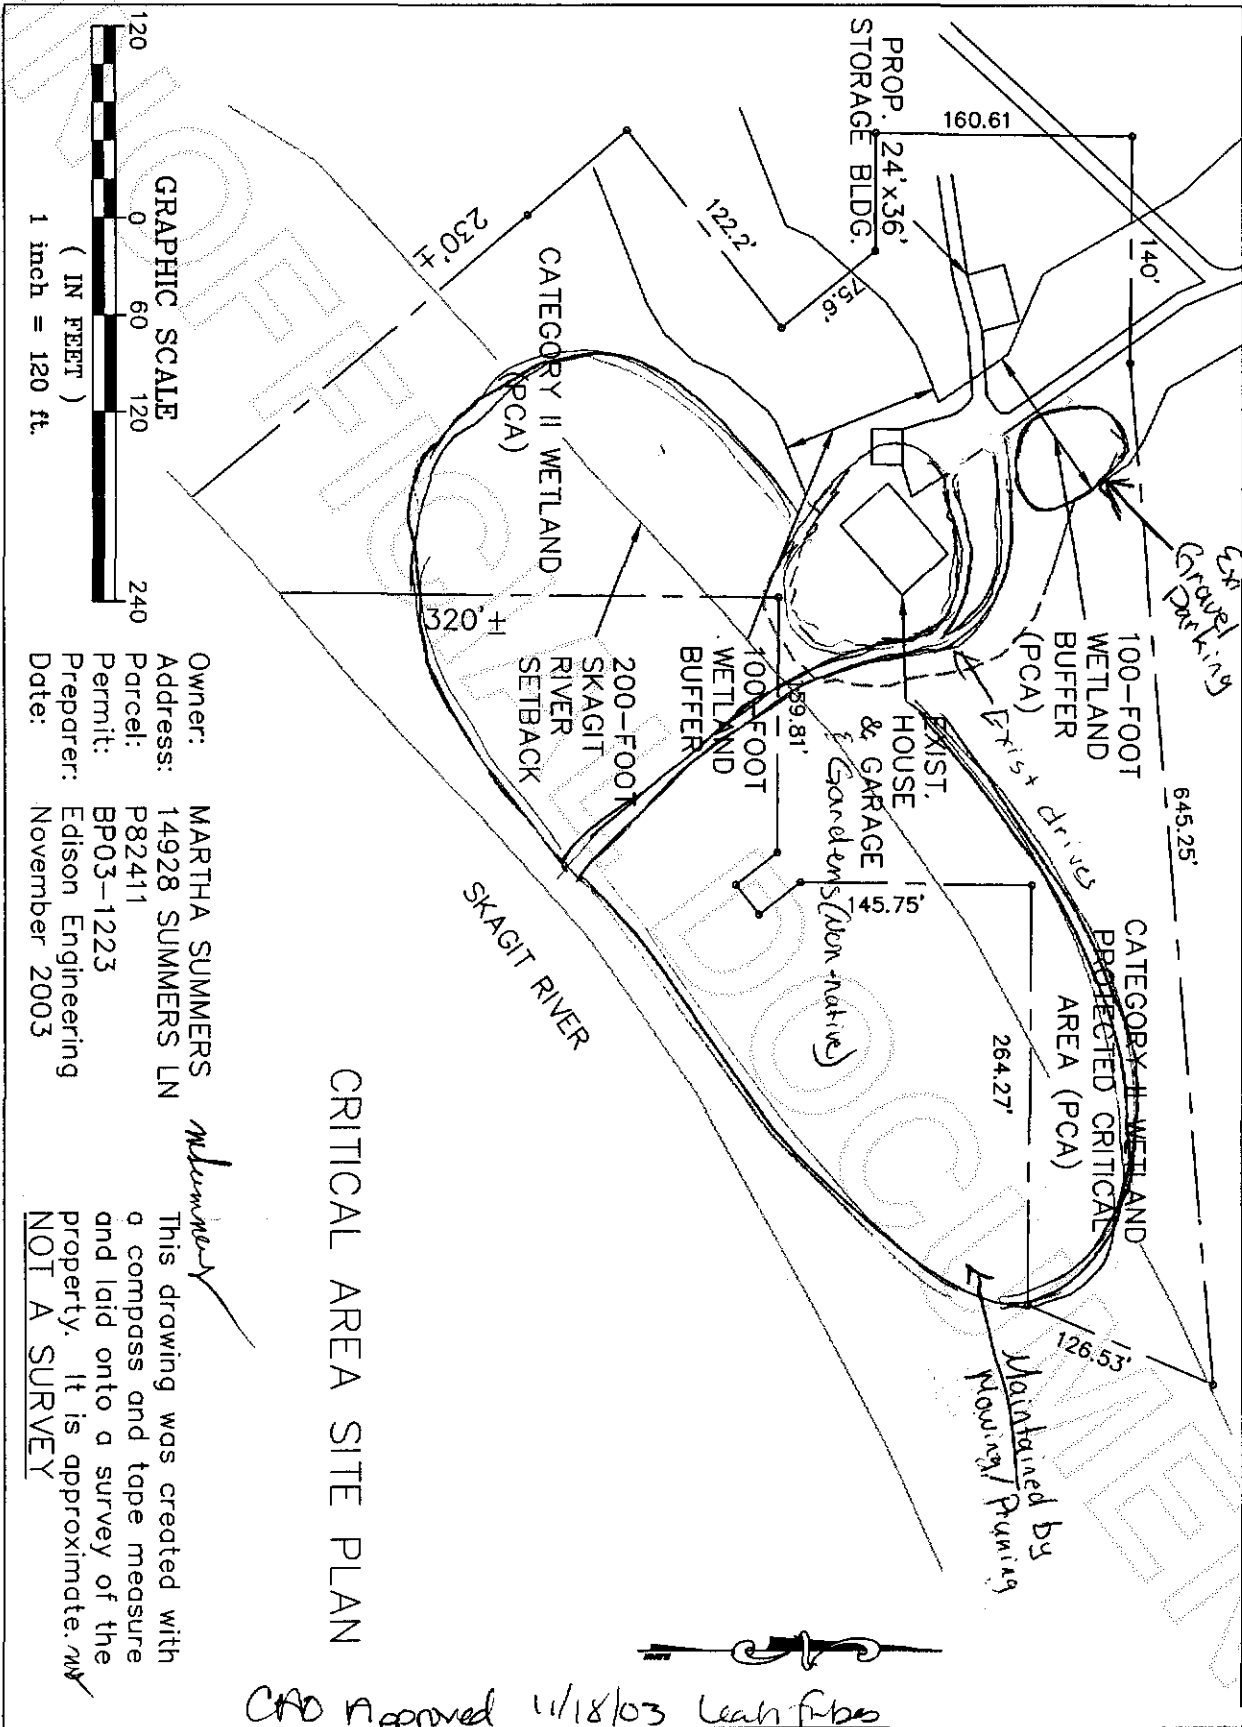 PROP. 24'x36'
STORAGE BLDG.
160.61
140'
122.2'
75.6'
230'±
CATEGORY II WETLAND
(PCA)
320'±
200-FOOT
SKAGIT
RIVER
SETBACK
100-FOOT
WETLAND
BUFFER
159.81'
EXIST.
HOUSE
& GARAGE
& Gardens (Non-native)
100-FOOT
WETLAND
BUFFER
(PCA)
Gravel
parking
Exist drives
645.25'
145.75'
264.27'
CATEGORY II WETLAND
PROTECTED CRITICAL
AREA (PCA)
126.53'
Maintained by
Mowing/Pruning
SKAGIT RIVER
CRITICAL AREA SITE PLAN
GRAPHIC SCALE
120 0 60 120 240
( IN FEET )
1 inch = 120 ft.
Owner: MARTHA SUMMERS
Address: 14928 SUMMERS LN
Parcel: P82411
Permit: BP03-1223
Preparer: Edison Engineering
Date: November 2003
This drawing was created with
a compass and tape measure
and laid onto a survey of the
property. It is approximate.
NOT A SURVEY
CAO Approved 11/18/03 Leah
UNOFFICIAL DOCUMENT